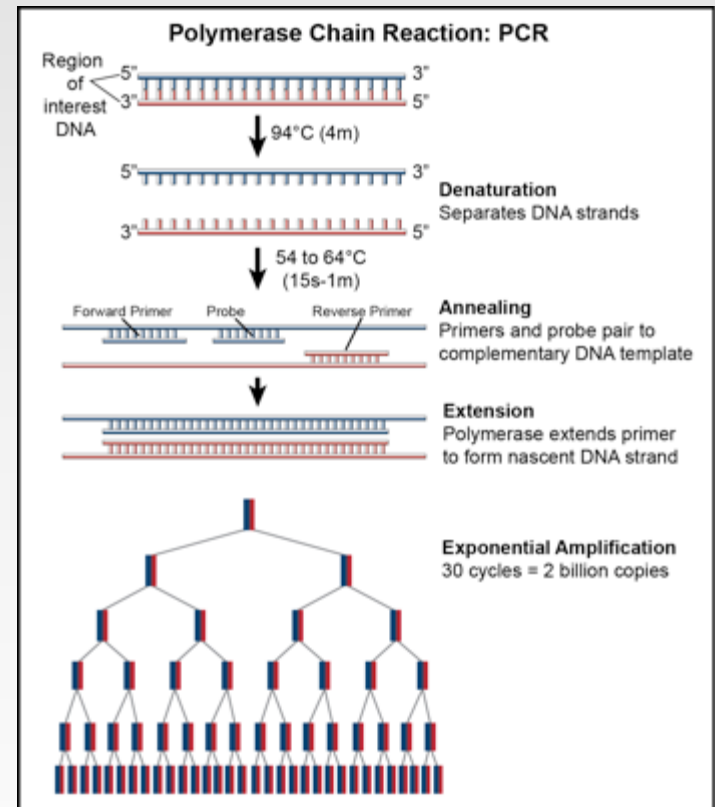 Polymerase Chain Reaction: PCR
Region
of
interest
DNA
5" 3"
3" 5"
94°C (4m)
5" 3"
3" 5"
Denaturation
Separates DNA strands
54 to 64°C
(15s-1m)
Forward Primer Probe Reverse Primer
Annealing
Primers and probe pair to
complementary DNA template
Extension
Polymerase extends primer
to form nascent DNA strand
Exponential Amplification
30 cycles = 2 billion copies